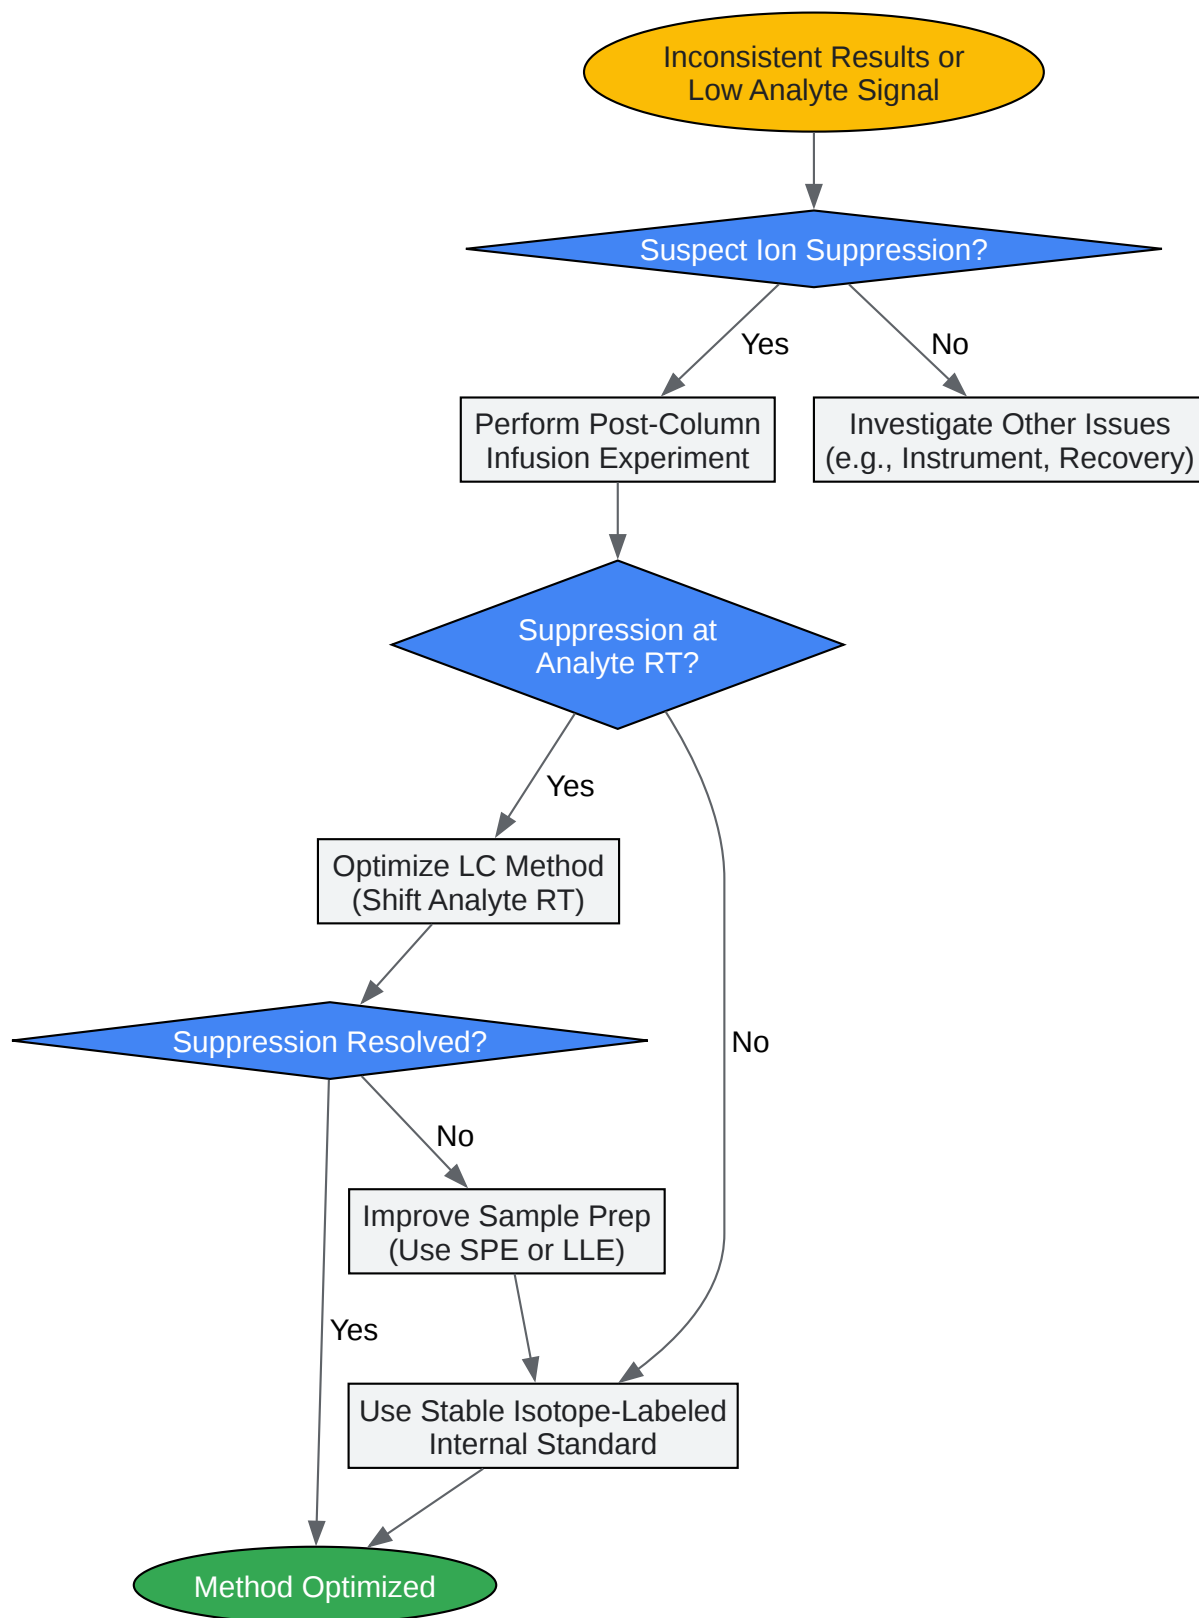 Inconsistent Results or
Low Analyte Signal
Suspect Ion Suppression?
Yes
No
Perform Post-Column
Infusion Experiment
Investigate Other Issues
(e.g., Instrument, Recovery)
Suppression at
Analyte RT?
Yes
Optimize LC Method
(Shift Analyte RT)
Suppression Resolved?
No
No
Improve Sample Prep
(Use SPE or LLE)
Yes
Use Stable Isotope-Labeled
Internal Standard
Method Optimized